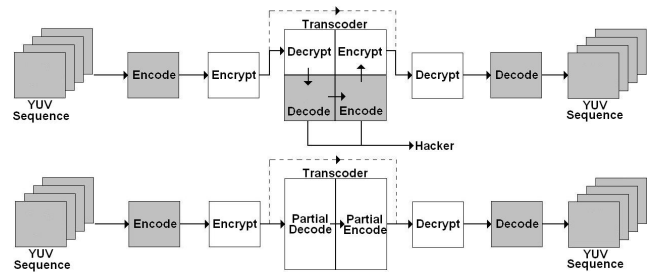 Transcoder
Decrypt Encrypt
Encode Encrypt Decrypt Decode
Decode Encode
YUV
Sequence
YUV
Sequence
Hacker
Transcoder
Encode Encrypt Partial Decode Partial Encode Decrypt Decode
YUV
Sequence
YUV
Sequence